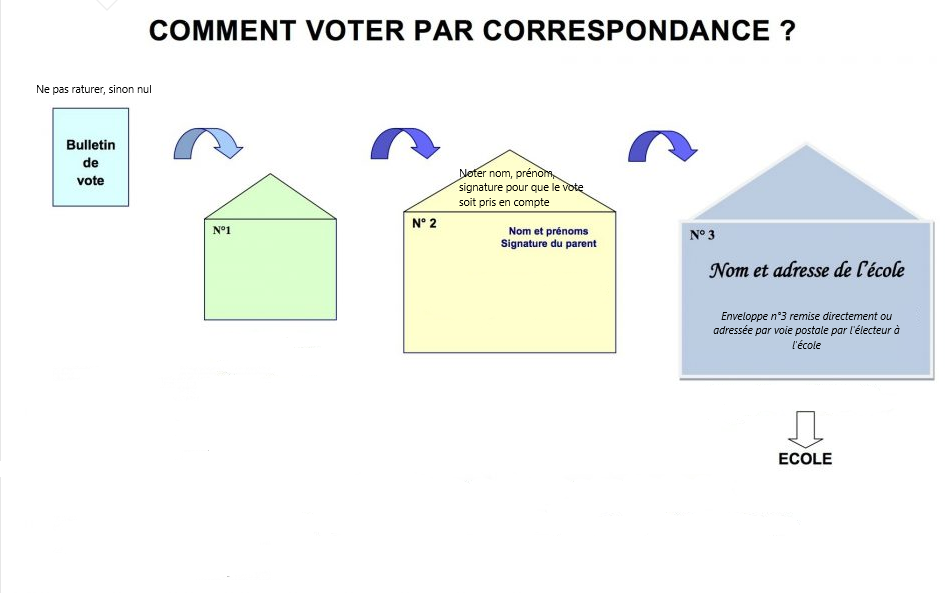 COMMENT VOTER PAR CORRESPONDANCE ?
Ne pas raturer, sinon nul
Bulletin
de
vote
N°1
Noter nom, prénom,
signature pour que le vote
soit pris en compte
N° 2
Nom et prénoms
Signature du parent
N° 3
Nom et adresse de l'école
Enveloppe n°3 remise directement ou
adressée par voie postale par l'électeur à
l'école
ECOLE